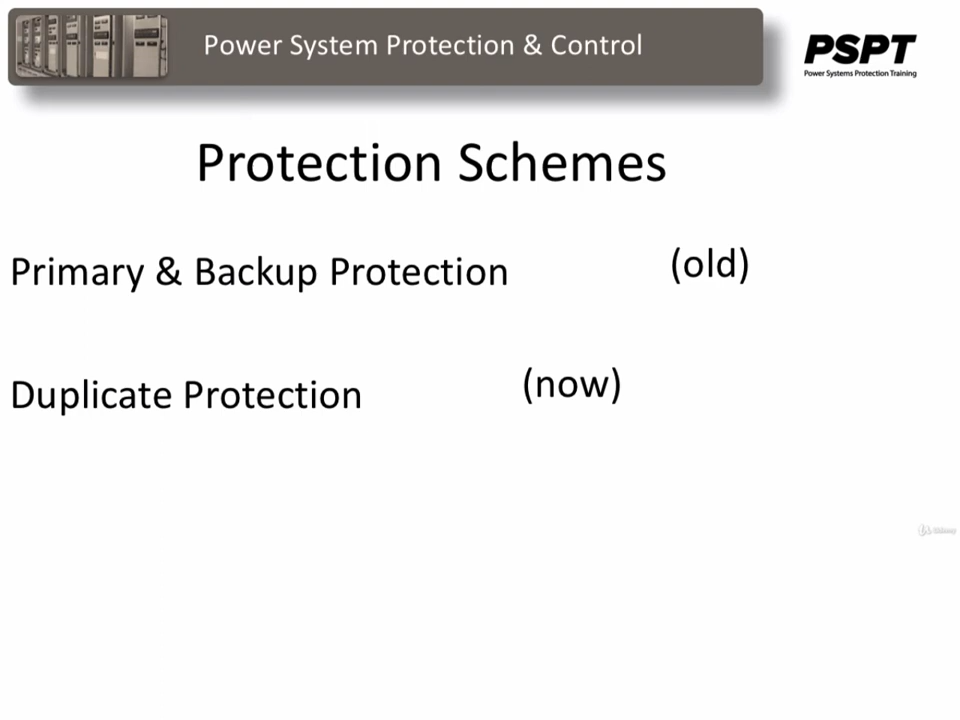 Power System Protection & Control
PSPT
Power Systems Protection Training
Protection Schemes
Primary & Backup Protection (old)
Duplicate Protection (now)